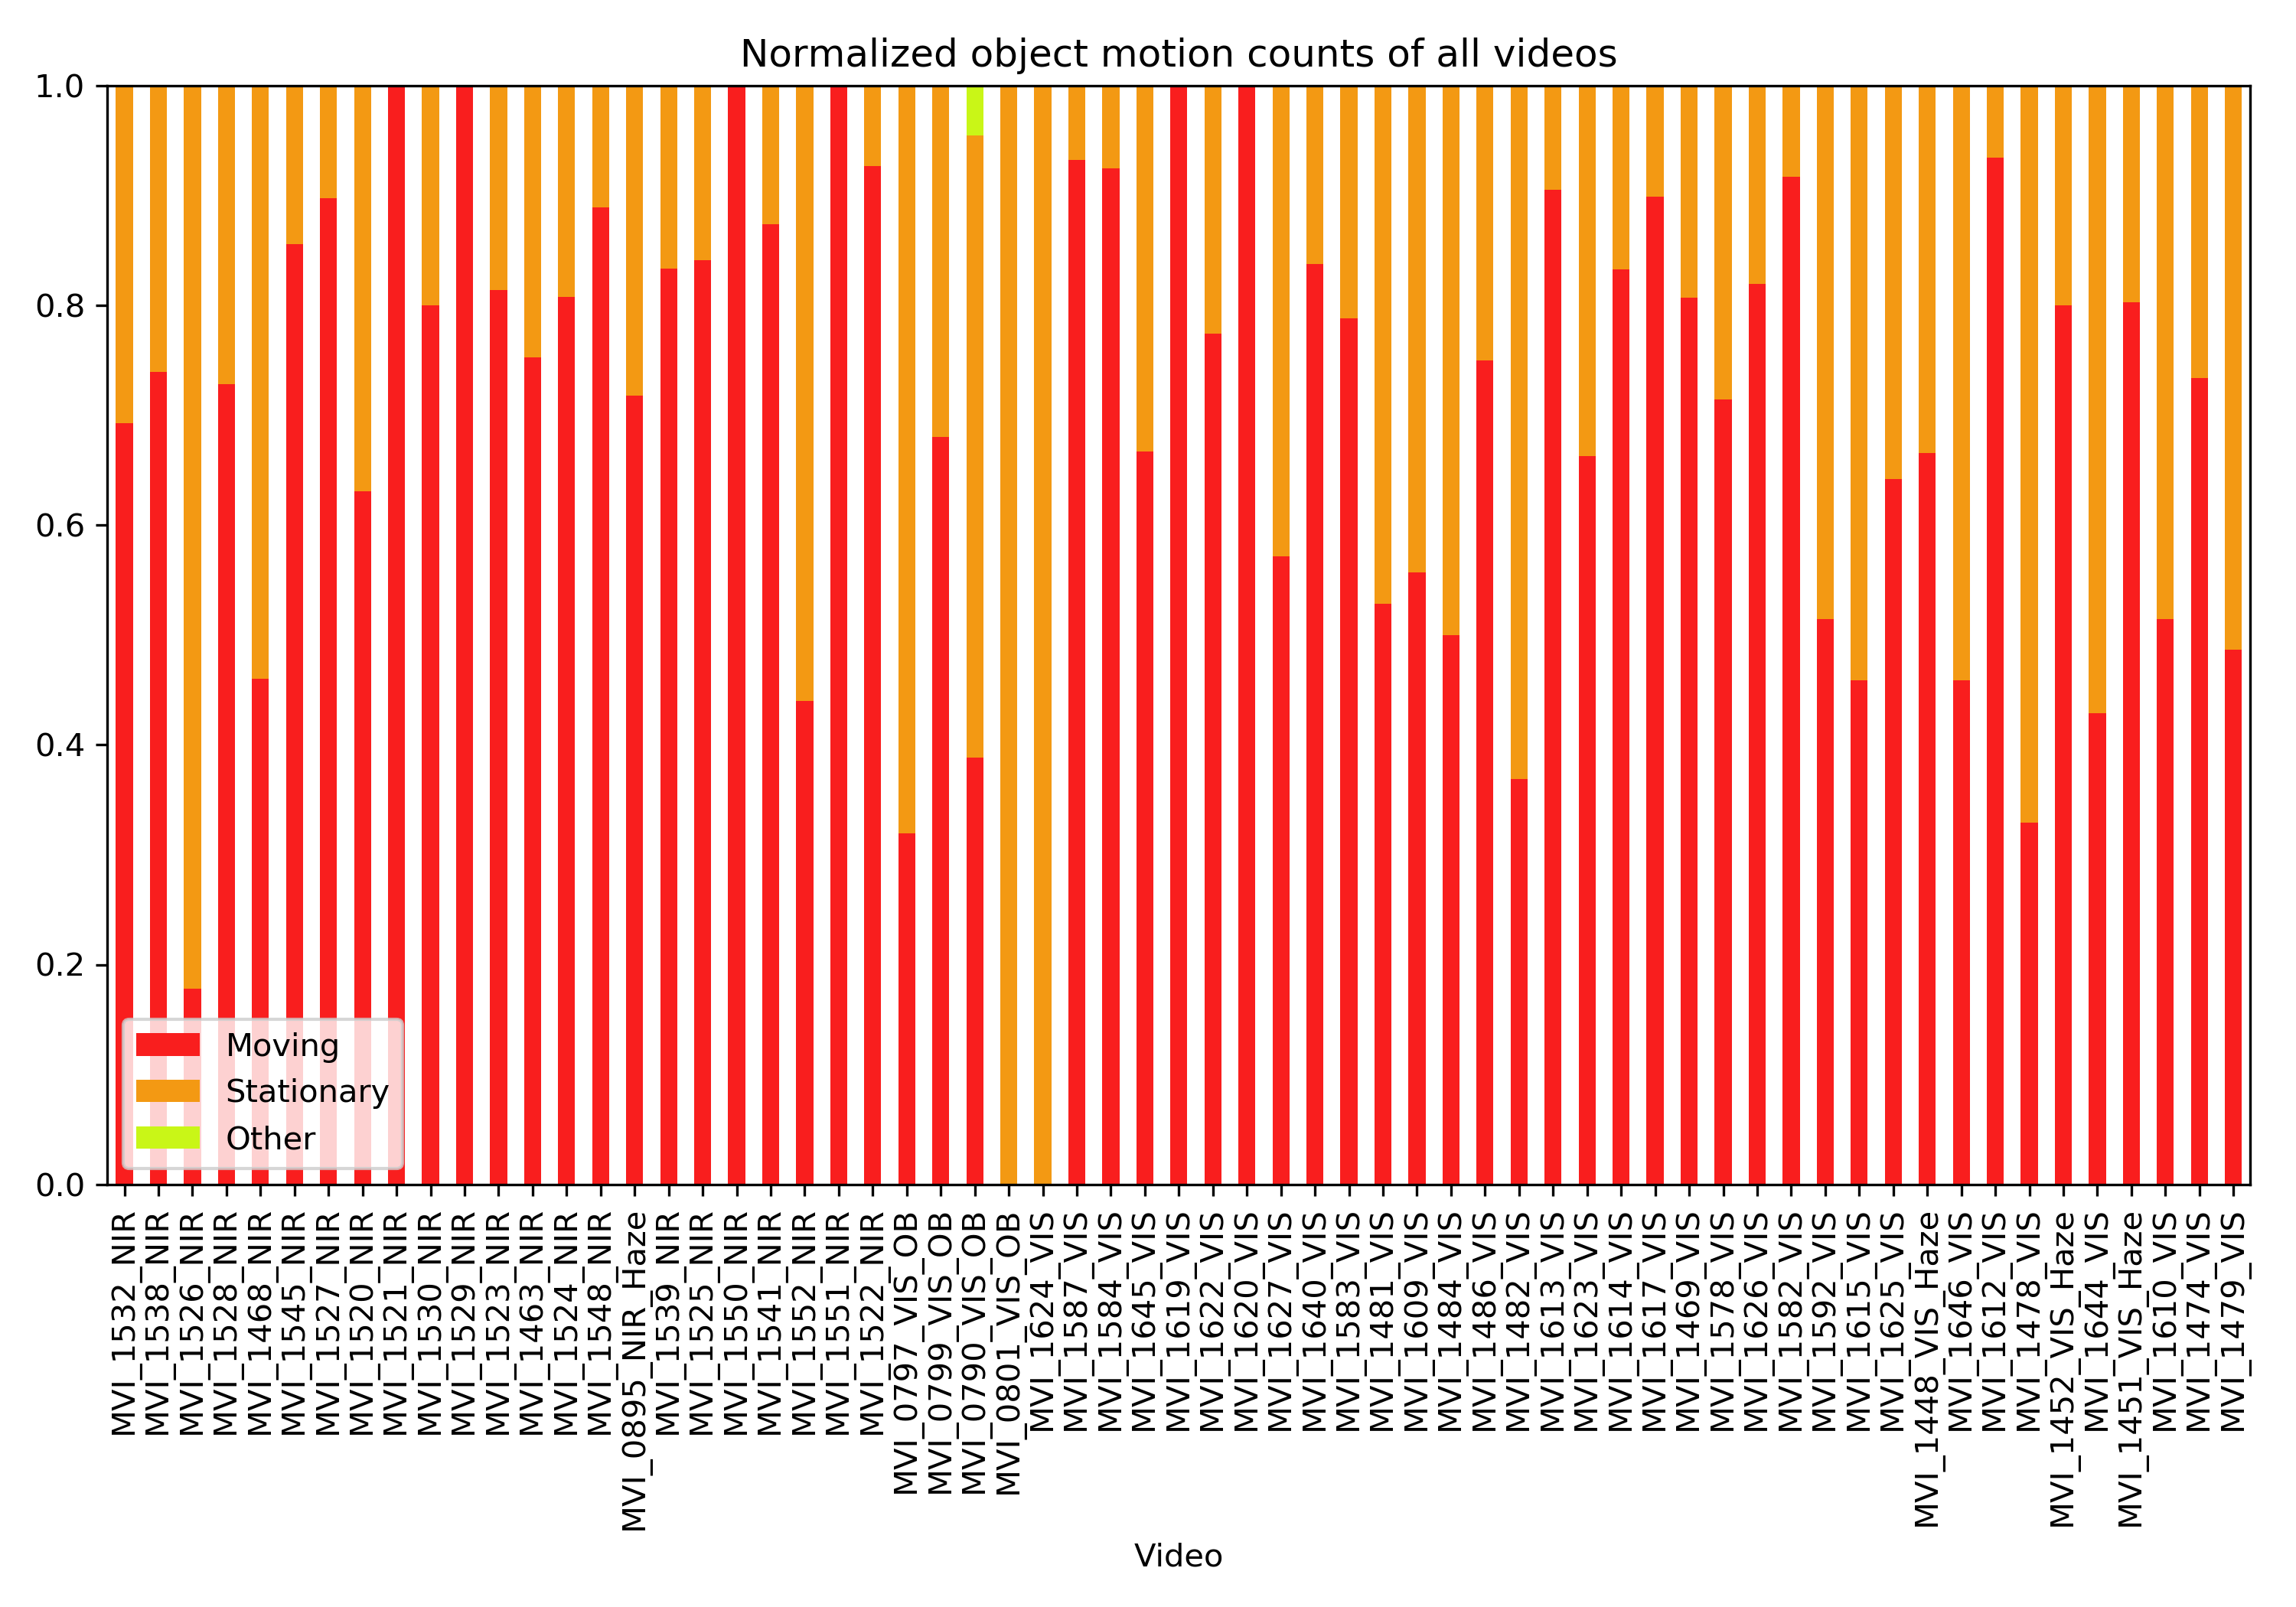 Normalized object motion counts of all videos
1.0
0.8
0.6
0.4
0.2
0.0
Moving
Stationary
Other
MVI_1532_NIR
MVI_1538_NIR
MVI_1526_NIR
MVI_1528_NIR
MVI_1468_NIR
MVI_1545_NIR
MVI_1527_NIR
MVI_1520_NIR
MVI_1521_NIR
MVI_1530_NIR
MVI_1529_NIR
MVI_1523_NIR
MVI_1463_NIR
MVI_1524_NIR
MVI_1548_NIR
MVI_0895_NIR_Haze
MVI_1539_NIR
MVI_1525_NIR
MVI_1550_NIR
MVI_1541_NIR
MVI_1552_NIR
MVI_1551_NIR
MVI_1522_NIR
MVI_0797_VIS_OB
MVI_0799_VIS_OB
MVI_0790_VIS_OB
MVI_0801_VIS_OB
MVI_1624_VIS
MVI_1587_VIS
MVI_1584_VIS
MVI_1645_VIS
MVI_1619_VIS
MVI_1622_VIS
MVI_1620_VIS
MVI_1627_VIS
MVI_1640_VIS
MVI_1583_VIS
MVI_1481_VIS
MVI_1609_VIS
MVI_1484_VIS
MVI_1486_VIS
MVI_1482_VIS
MVI_1613_VIS
MVI_1623_VIS
MVI_1614_VIS
MVI_1617_VIS
MVI_1469_VIS
MVI_1578_VIS
MVI_1626_VIS
MVI_1582_VIS
MVI_1592_VIS
MVI_1615_VIS
MVI_1625_VIS
MVI_1448_VIS_Haze
MVI_1646_VIS
MVI_1612_VIS
MVI_1478_VIS
MVI_1452_VIS_Haze
MVI_1644_VIS
MVI_1451_VIS_Haze
MVI_1610_VIS
MVI_1474_VIS
MVI_1479_VIS
Video